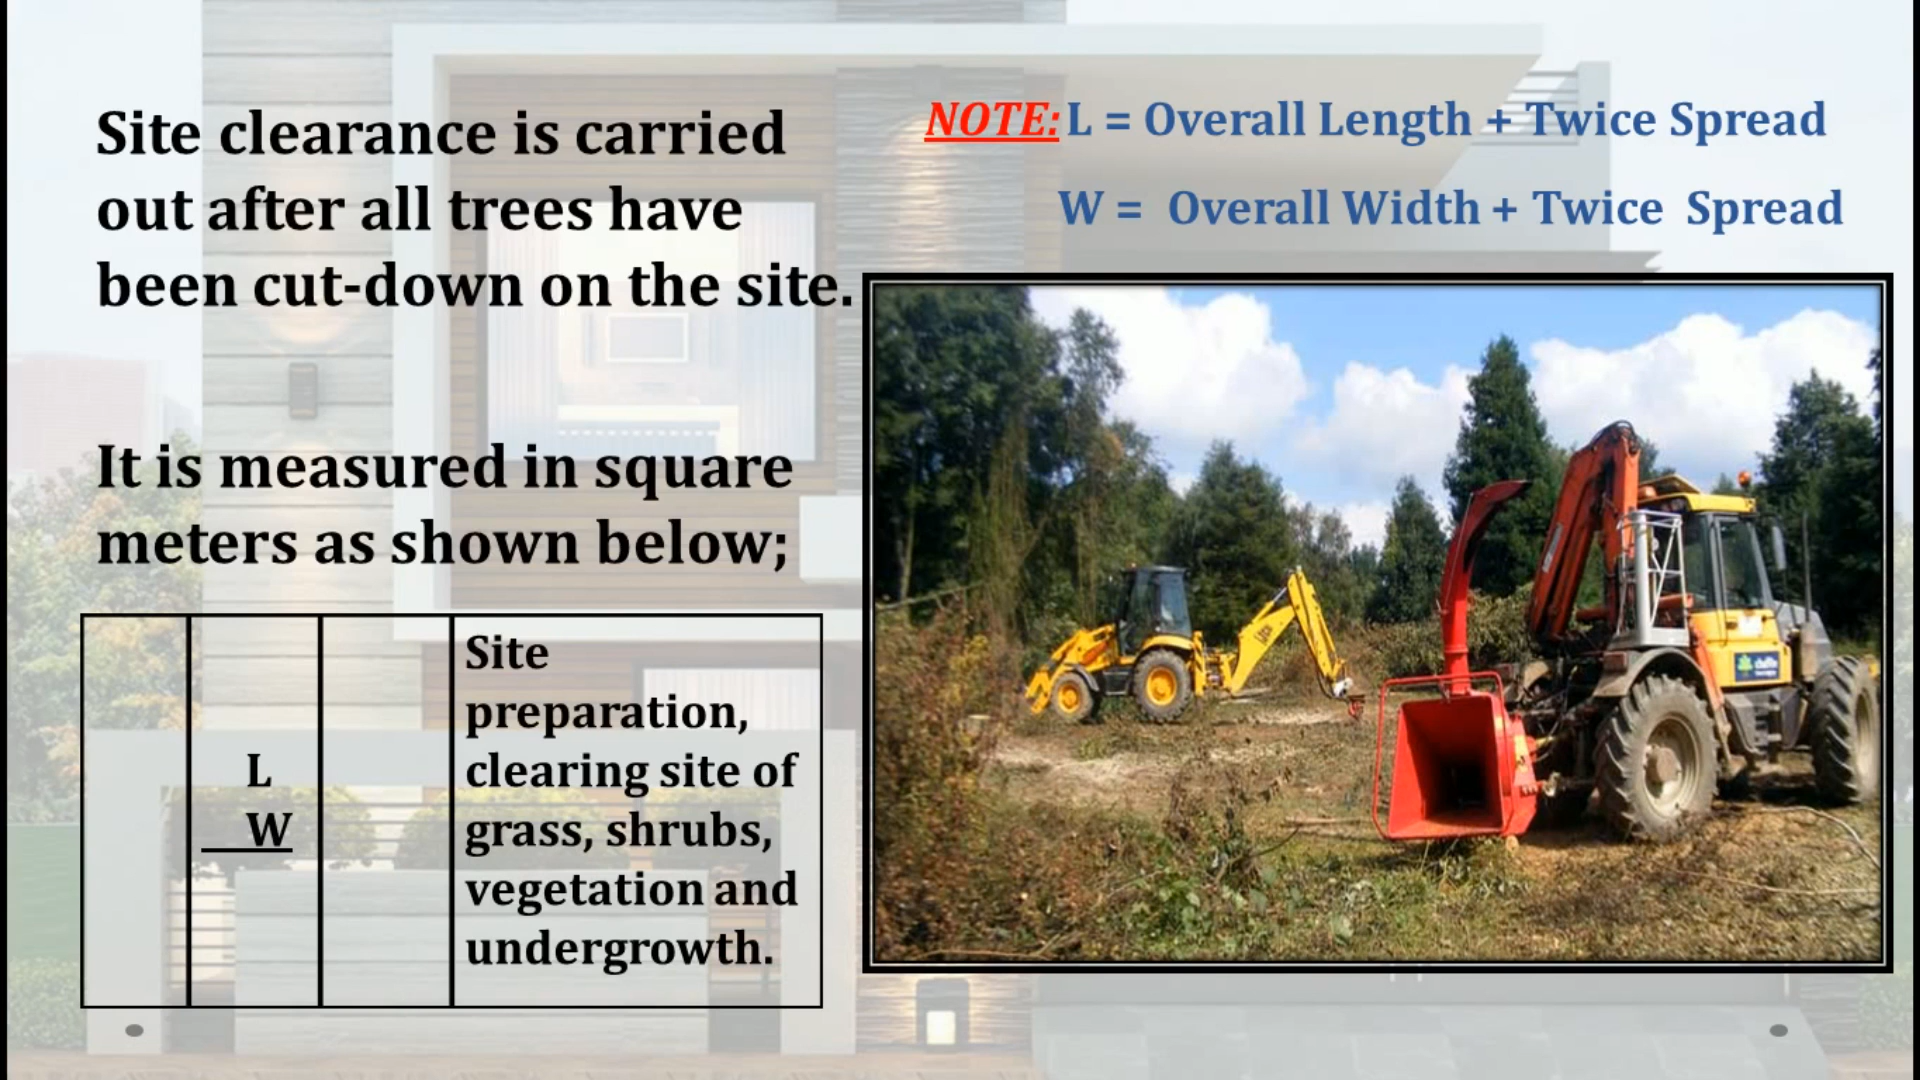 Site clearance is carried
out after all trees have
been cut-down on the site.
It is measured in square
meters as shown below;
L
W
Site
preparation,
clearing site of
grass, shrubs,
vegetation and
undergrowth.
NOTE: L = Overall Length + Twice Spread
W = Overall Width + Twice Spread